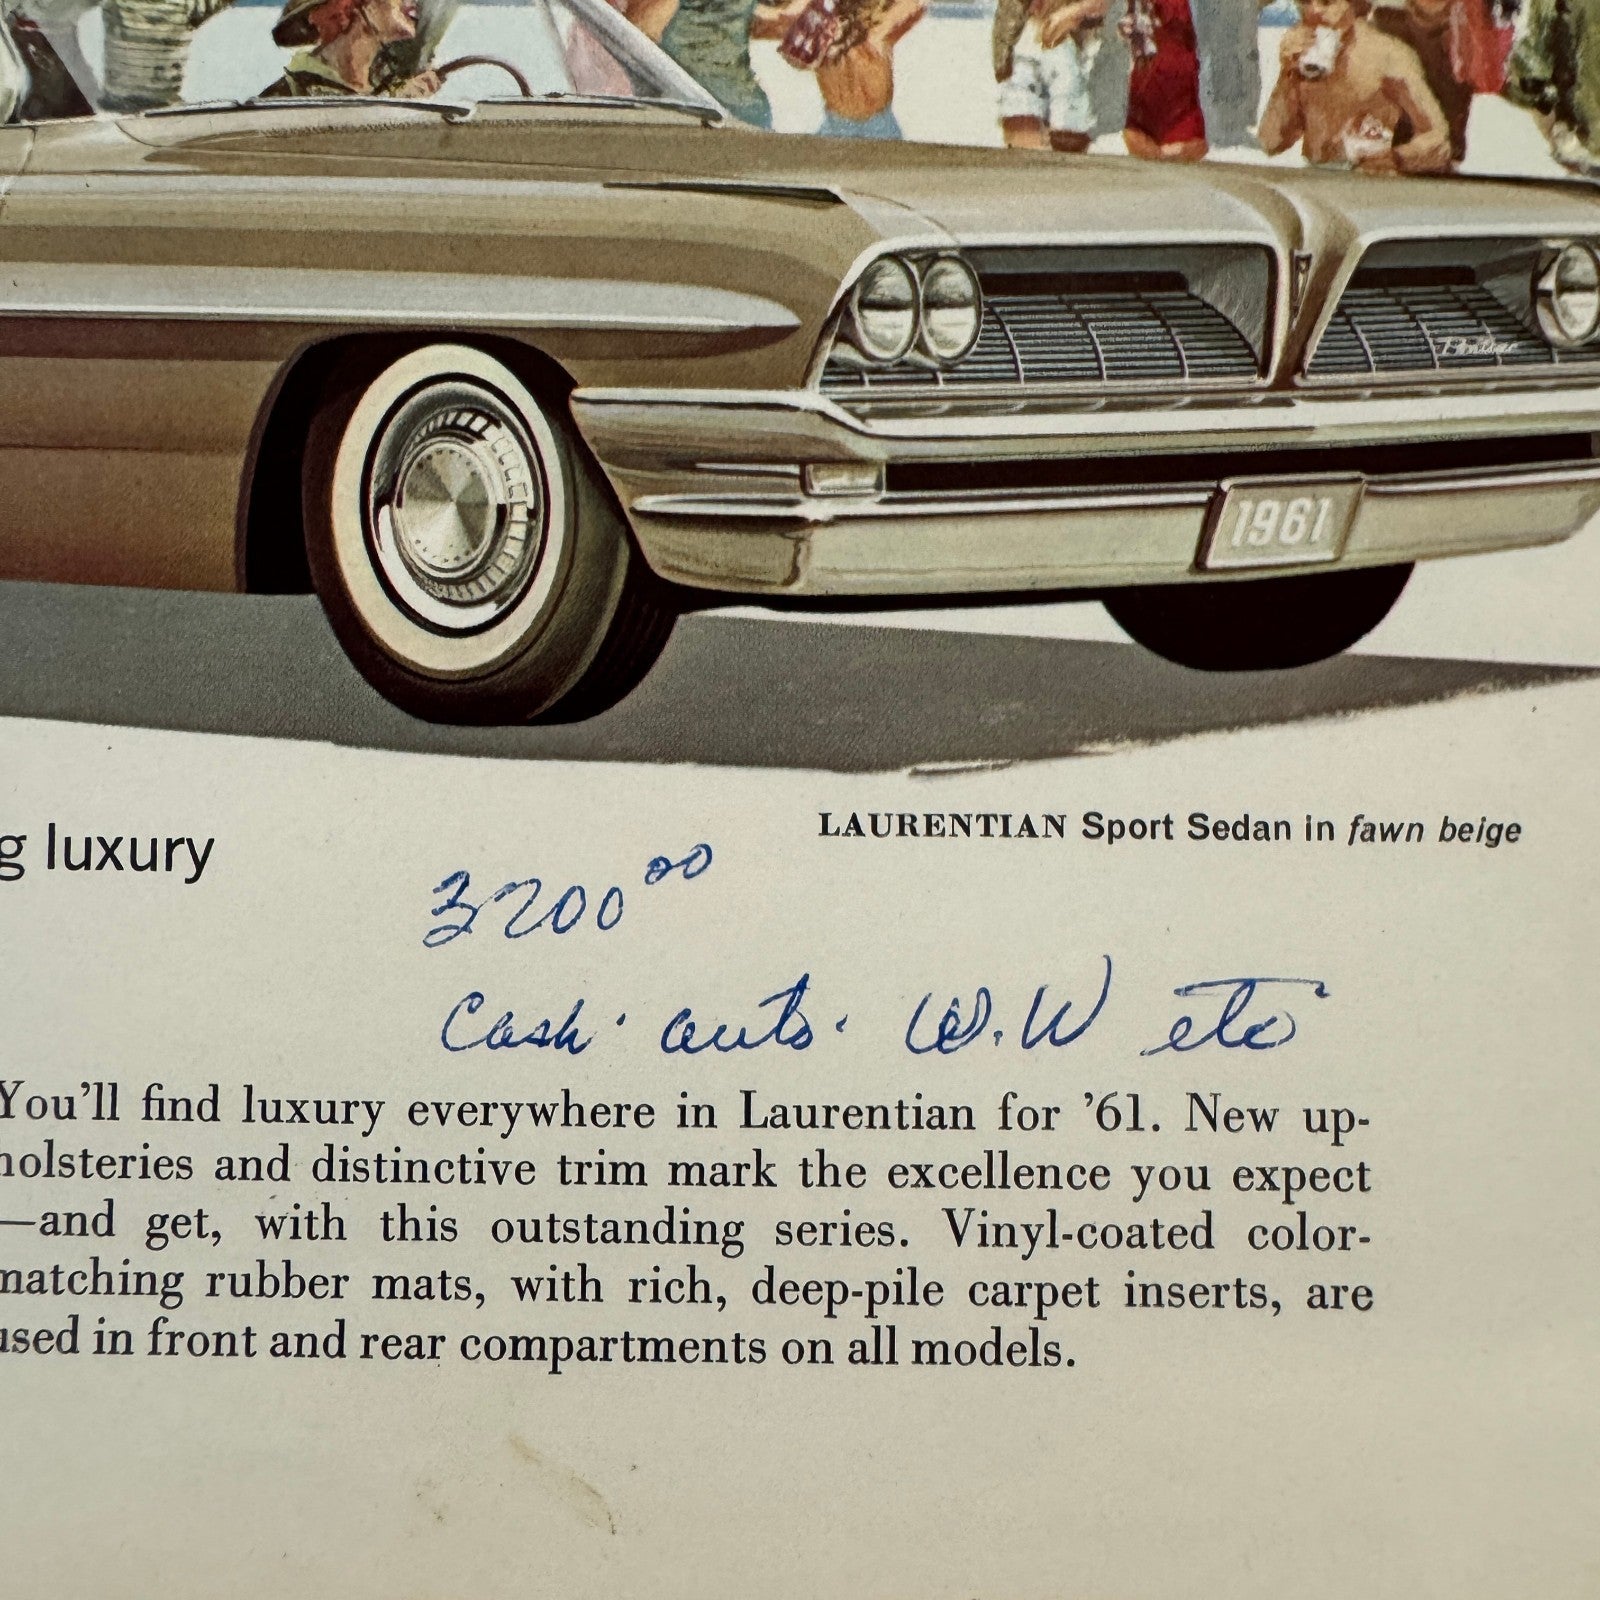 Pontiac
1961
LAURENTIAN Sport Sedan in fawn beige
g luxury
3200⁰⁰
Cash. auto. W.W etc
You'll find luxury everywhere in Laurentian for '61. New up-
holsteries and distinctive trim mark the excellence you expect
—and get, with this outstanding series. Vinyl-coated color-
matching rubber mats, with rich, deep-pile carpet inserts, are
used in front and rear compartments on all models.